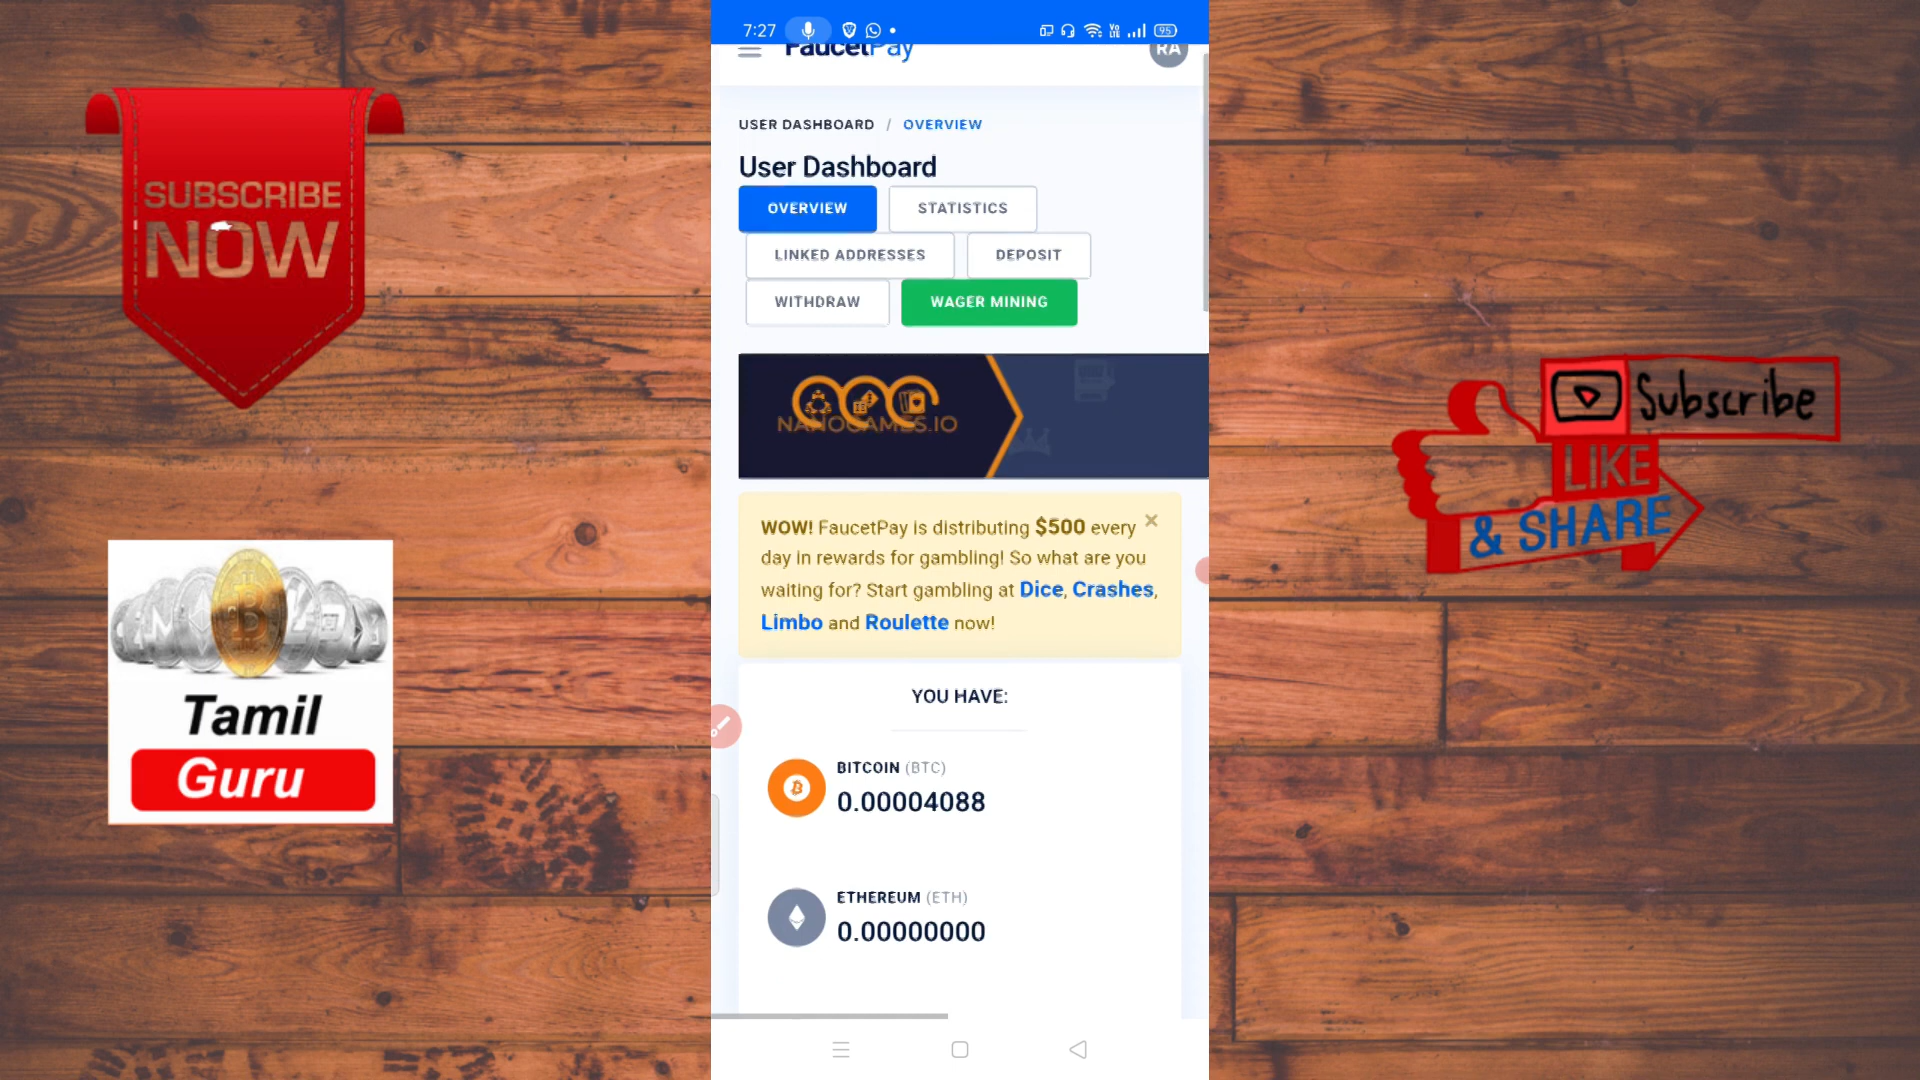 SUBSCRIBE
NOW
Tamil
Guru
7:27
95
FaucetPay
RA
USER DASHBOARD / OVERVIEW
User Dashboard
OVERVIEW
STATISTICS
LINKED ADDRESSES
DEPOSIT
WITHDRAW
WAGER MINING
NANOGAMES.IO
WOW! FaucetPay is distributing $500 every
day in rewards for gambling! So what are you
waiting for? Start gambling at Dice, Crashes,
Limbo and Roulette now!
YOU HAVE:
BITCOIN (BTC)
0.00004088
ETHEREUM (ETH)
0.00000000
Subscribe
LIKE
& SHARE